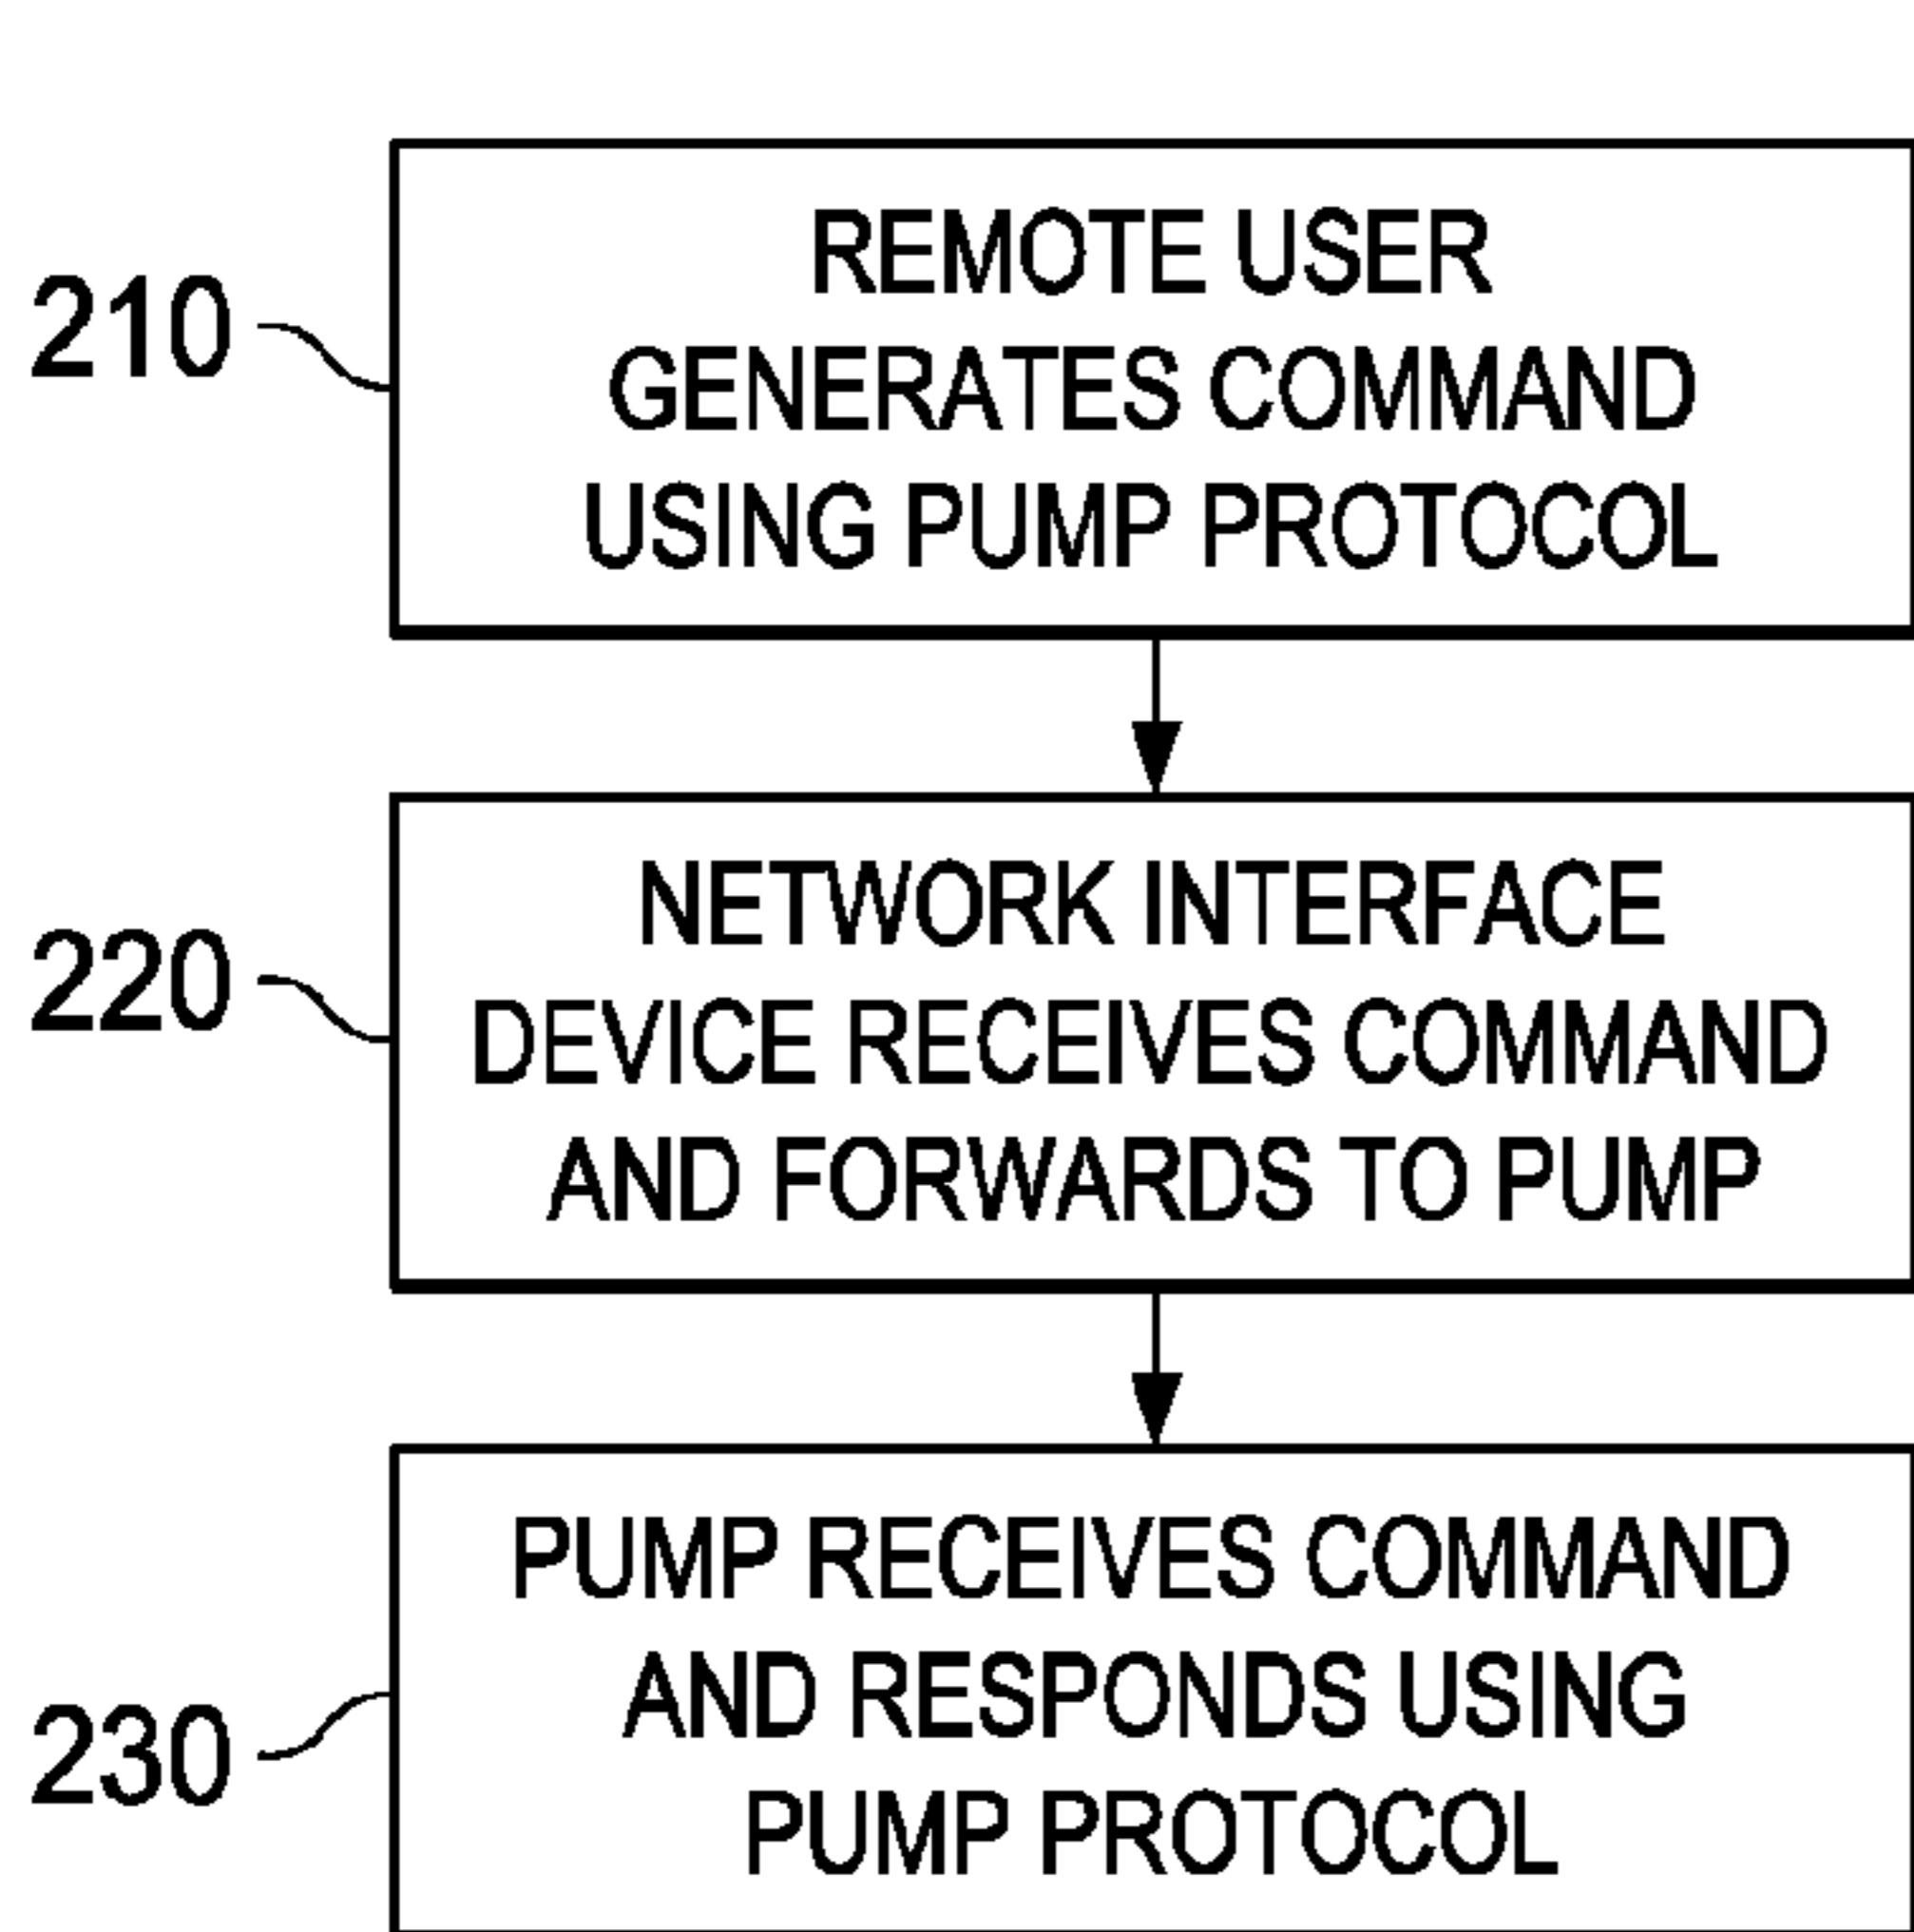 210
REMOTE USER
GENERATES COMMAND
USING PUMP PROTOCOL
220
NETWORK INTERFACE
DEVICE RECEIVES COMMAND
AND FORWARDS TO PUMP
230
PUMP RECEIVES COMMAND
AND RESPONDS USING
PUMP PROTOCOL